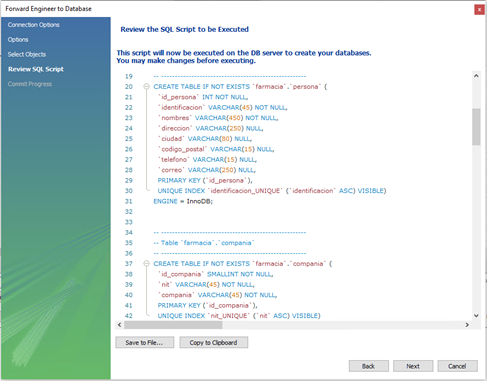 Forward Engineer to Database
Connection Options
Options
Select Objects
Review SQL Script
Commit Progress
Review the SQL Script to be Executed
This script will now be executed on the DB server to create your databases.
You may make changes before executing.
19 -- -----------------------------------------------------
20 CREATE TABLE IF NOT EXISTS `farmacia`.`persona` (
21 `id_persona` INT NOT NULL,
22 `identificacion` VARCHAR(45) NOT NULL,
23 `nombres` VARCHAR(450) NOT NULL,
24 `direccion` VARCHAR(250) NULL,
25 `ciudad` VARCHAR(80) NULL,
26 `codigo_postal` VARCHAR(15) NULL,
27 `telefono` VARCHAR(15) NULL,
28 `correo` VARCHAR(250) NULL,
29 PRIMARY KEY (`id_persona`),
30 UNIQUE INDEX `identificacion_UNIQUE` (`identificacion` ASC) VISIBLE)
31 ENGINE = InnoDB;
32
33
34 -- -----------------------------------------------------
35 -- Table `farmacia`.`compania`
36 -- -----------------------------------------------------
37 CREATE TABLE IF NOT EXISTS `farmacia`.`compania` (
38 `id_compania` SMALLINT NOT NULL,
39 `nit` VARCHAR(45) NOT NULL,
40 `compania` VARCHAR(45) NOT NULL,
41 PRIMARY KEY (`id_compania`),
42 UNIQUE INDEX `nit_UNIQUE` (`nit` ASC) VISIBLE)
Save to File...
Copy to Clipboard
Back
Next
Cancel